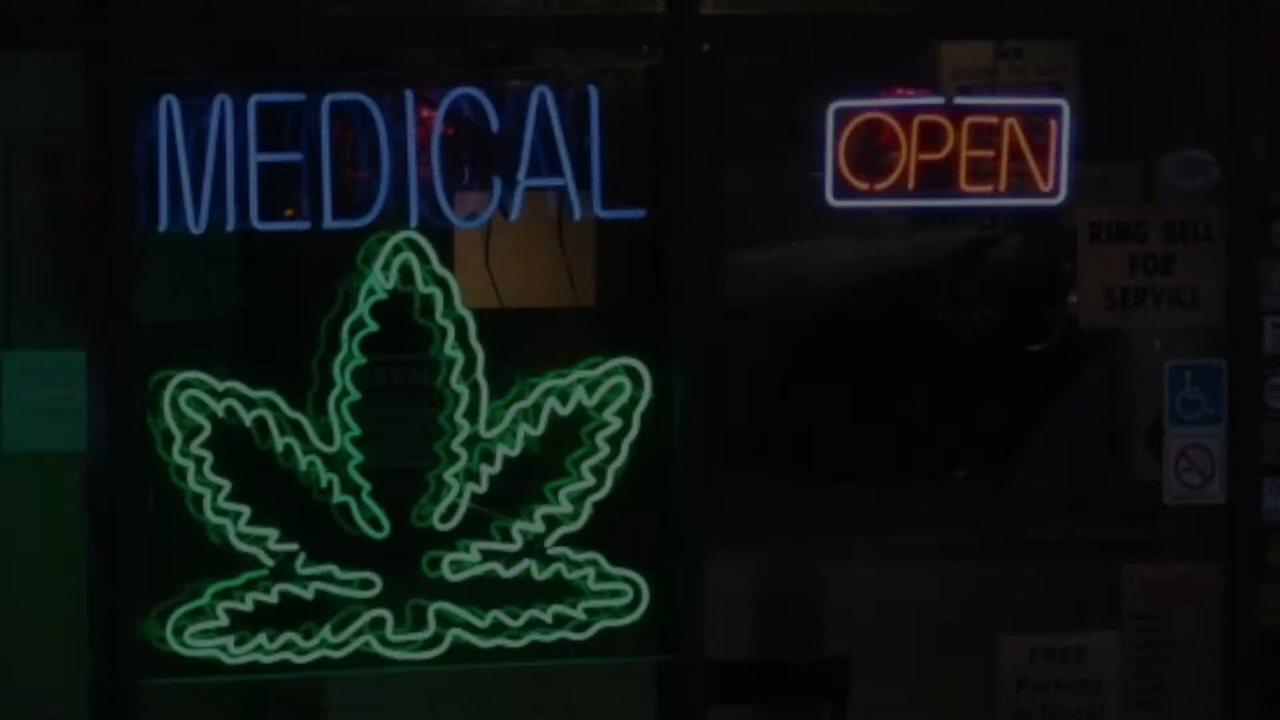 MEDICAL
OPEN
RING BELL
FOR
SERVICE
FREE
Parking